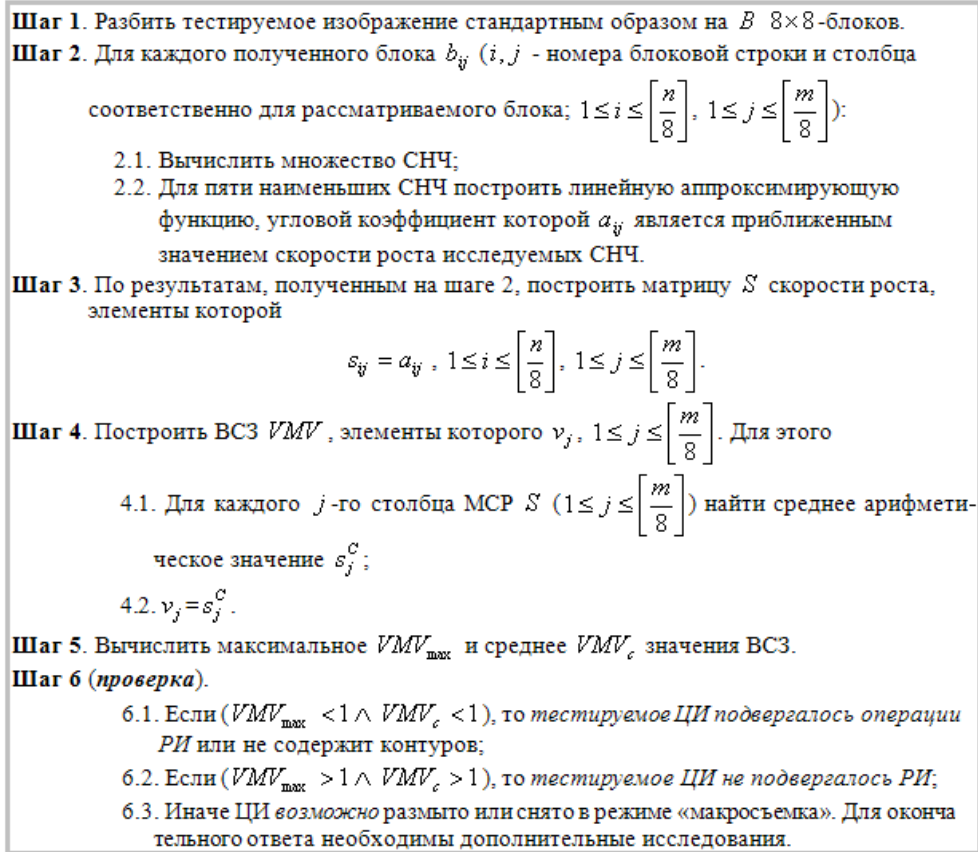 Шаг 1. Разбить тестируемое изображение стандартным образом на B 8×8-блоков.
Шаг 2. Для каждого полученного блока b_ij (i, j - номера блоковой строки и столбца
соответственно для рассматриваемого блока; 1≤i≤[n/8], 1≤j≤[m/8]):
2.1. Вычислить множество СНЧ;
2.2. Для пяти наименьших СНЧ построить линейную аппроксимирующую
функцию, угловой коэффициент которой a_ij является приближенным
значением скорости роста исследуемых СНЧ.
Шаг 3. По результатам, полученным на шаге 2, построить матрицу S скорости роста,
элементы которой
s_ij = a_ij , 1≤i≤[n/8], 1≤j≤[m/8].
Шаг 4. Построить ВСЗ VMV , элементы которого v_j, 1≤j≤[m/8]. Для этого
4.1. Для каждого j-го столбца МСР S (1≤j≤[m/8]) найти среднее арифмети-
ческое значение s_j^C;
4.2. v_j=s_j^C.
Шаг 5. Вычислить максимальное VMV_max и среднее VMV_c значения ВСЗ.
Шаг 6 (проверка).
6.1. Если (VMV_max <1 ∧ VMV_c <1), то тестируемое ЦИ подвергалось операции
РИ или не содержит контуров;
6.2. Если (VMV_max >1 ∧ VMV_c >1), то тестируемое ЦИ не подвергалось РИ;
6.3. Иначе ЦИ возможно размыто или снято в режиме «макросъемка». Для оконча
тельного ответа необходимы дополнительные исследования.